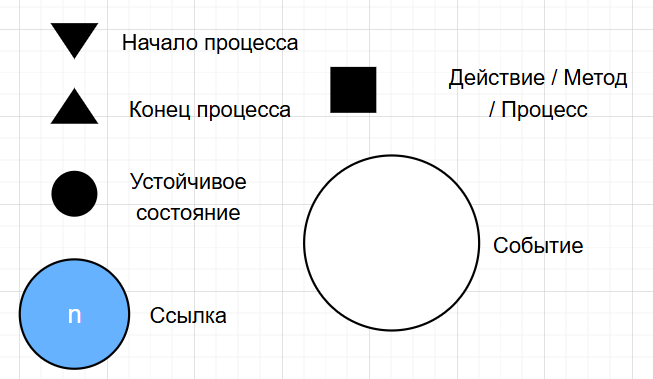 Начало процесса
Конец процесса
Устойчивое
состояние
n
Ссылка
Действие / Метод
/ Процесс
Событие